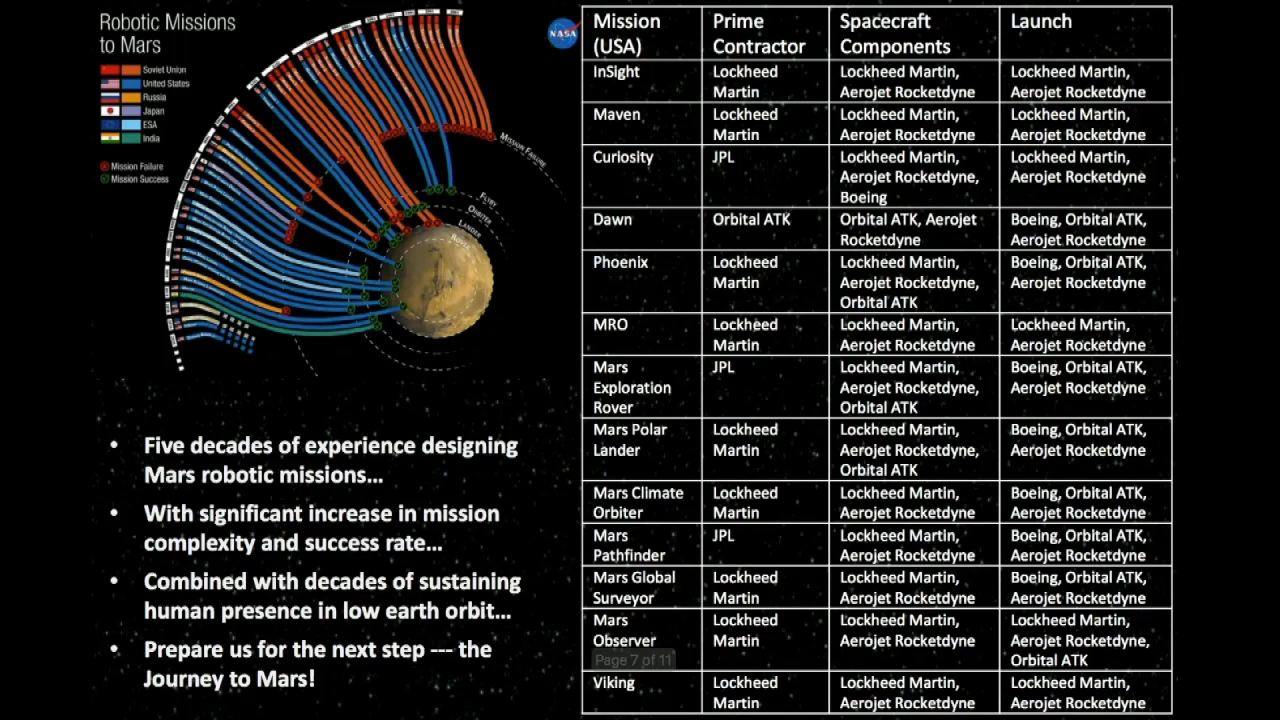 Robotic Missions
to Mars
Soviet Union
United States
Russia
Japan
ESA
India
Mission Failure
Mission Success
NASA
MISSION FAILURE
FLYBY
ORBITER
LANDER
ROVER
• Five decades of experience designing
Mars robotic missions…
• With significant increase in mission
complexity and success rate…
• Combined with decades of sustaining
human presence in low earth orbit…
• Prepare us for the next step --- the
Journey to Mars!
Mission (USA) Prime Contractor Spacecraft Components Launch
InSight Lockheed Martin Lockheed Martin, Aerojet Rocketdyne Lockheed Martin, Aerojet Rocketdyne
Maven Lockheed Martin Lockheed Martin, Aerojet Rocketdyne Lockheed Martin, Aerojet Rocketdyne
Curiosity JPL Lockheed Martin, Aerojet Rocketdyne, Boeing Lockheed Martin, Aerojet Rocketdyne
Dawn Orbital ATK Orbital ATK, Aerojet Rocketdyne Boeing, Orbital ATK, Aerojet Rocketdyne
Phoenix Lockheed Martin Lockheed Martin, Aerojet Rocketdyne, Orbital ATK Boeing, Orbital ATK, Aerojet Rocketdyne
MRO Lockheed Martin Lockheed Martin, Aerojet Rocketdyne Lockheed Martin, Aerojet Rocketdyne
Mars Exploration Rover JPL Lockheed Martin, Aerojet Rocketdyne, Orbital ATK Boeing, Orbital ATK, Aerojet Rocketdyne
Mars Polar Lander Lockheed Martin Lockheed Martin, Aerojet Rocketdyne, Orbital ATK Boeing, Orbital ATK, Aerojet Rocketdyne
Mars Climate Orbiter Lockheed Martin Lockheed Martin, Aerojet Rocketdyne Boeing, Orbital ATK, Aerojet Rocketdyne
Mars Pathfinder JPL Lockheed Martin, Aerojet Rocketdyne Boeing, Orbital ATK, Aerojet Rocketdyne
Mars Global Surveyor Lockheed Martin Lockheed Martin, Aerojet Rocketdyne Boeing, Orbital ATK, Aerojet Rocketdyne
Mars Observer Lockheed Martin Lockheed Martin, Aerojet Rocketdyne Lockheed Martin, Aerojet Rocketdyne, Orbital ATK
Page 7 of 11
Viking Lockheed Martin Lockheed Martin, Aerojet Rocketdyne Lockheed Martin, Aerojet Rocketdyne